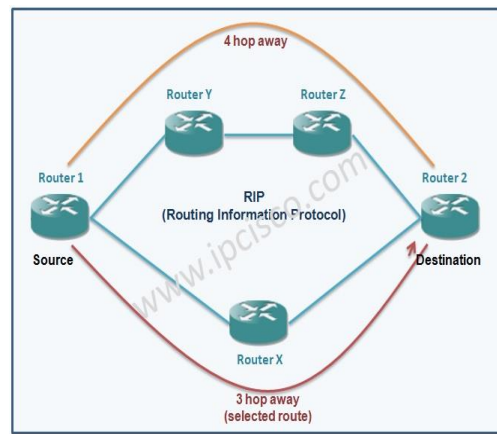 4 hop away
Router Y
Router Z
Router 1
Router 2
RIP
(Routing Information Protocol)
www.ipcisco.com
Source
Destination
Router X
3 hop away
(selected route)